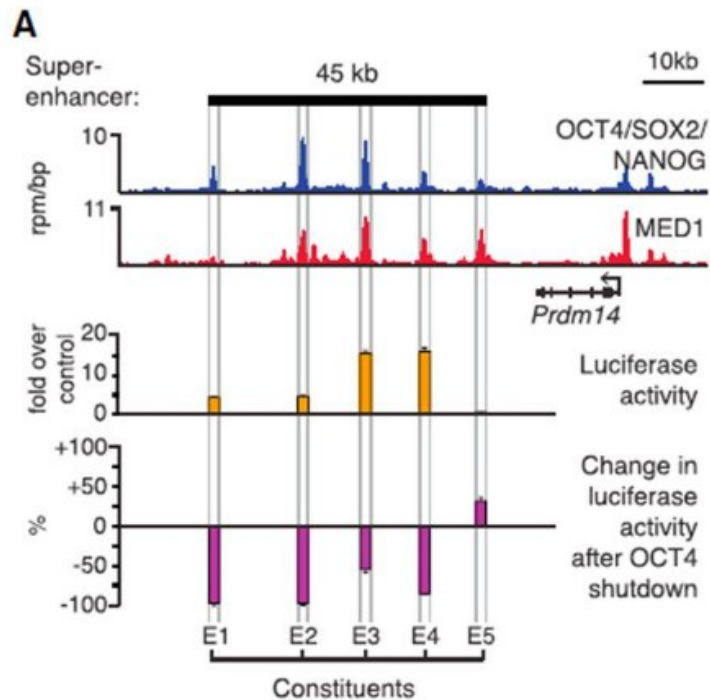 A
Super-
enhancer:
45 kb
10kb
OCT4/SOX2/
NANOG
10
rpm/bp
11
MED1
Prdm14
fold over
control
20
10
0
Luciferase
activity
%
+100
+50
0
-50
-100
Change in
luciferase
activity
after OCT4
shutdown
E1 E2 E3 E4 E5
Constituents